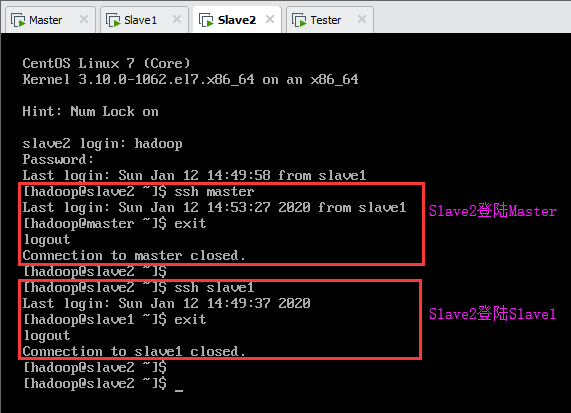 Master
Slave1
Slave2
Tester
CentOS Linux 7 (Core)
Kernel 3.10.0-1062.el7.x86_64 on an x86_64
Hint: Num Lock on
slave2 login: hadoop
Password:
Last login: Sun Jan 12 14:49:58 from slave1
[hadoop@slave2 ~]$ ssh master
Last login: Sun Jan 12 14:53:27 2020 from slave1
[hadoop@master ~]$ exit
logout
Connection to master closed.
[hadoop@slave2 ~]$
[hadoop@slave2 ~]$ ssh slave1
Last login: Sun Jan 12 14:49:37 2020
[hadoop@slave1 ~]$ exit
logout
Connection to slave1 closed.
[hadoop@slave2 ~]$
[hadoop@slave2 ~]$ _
Slave2登陆Master
Slave2登陆Slave1